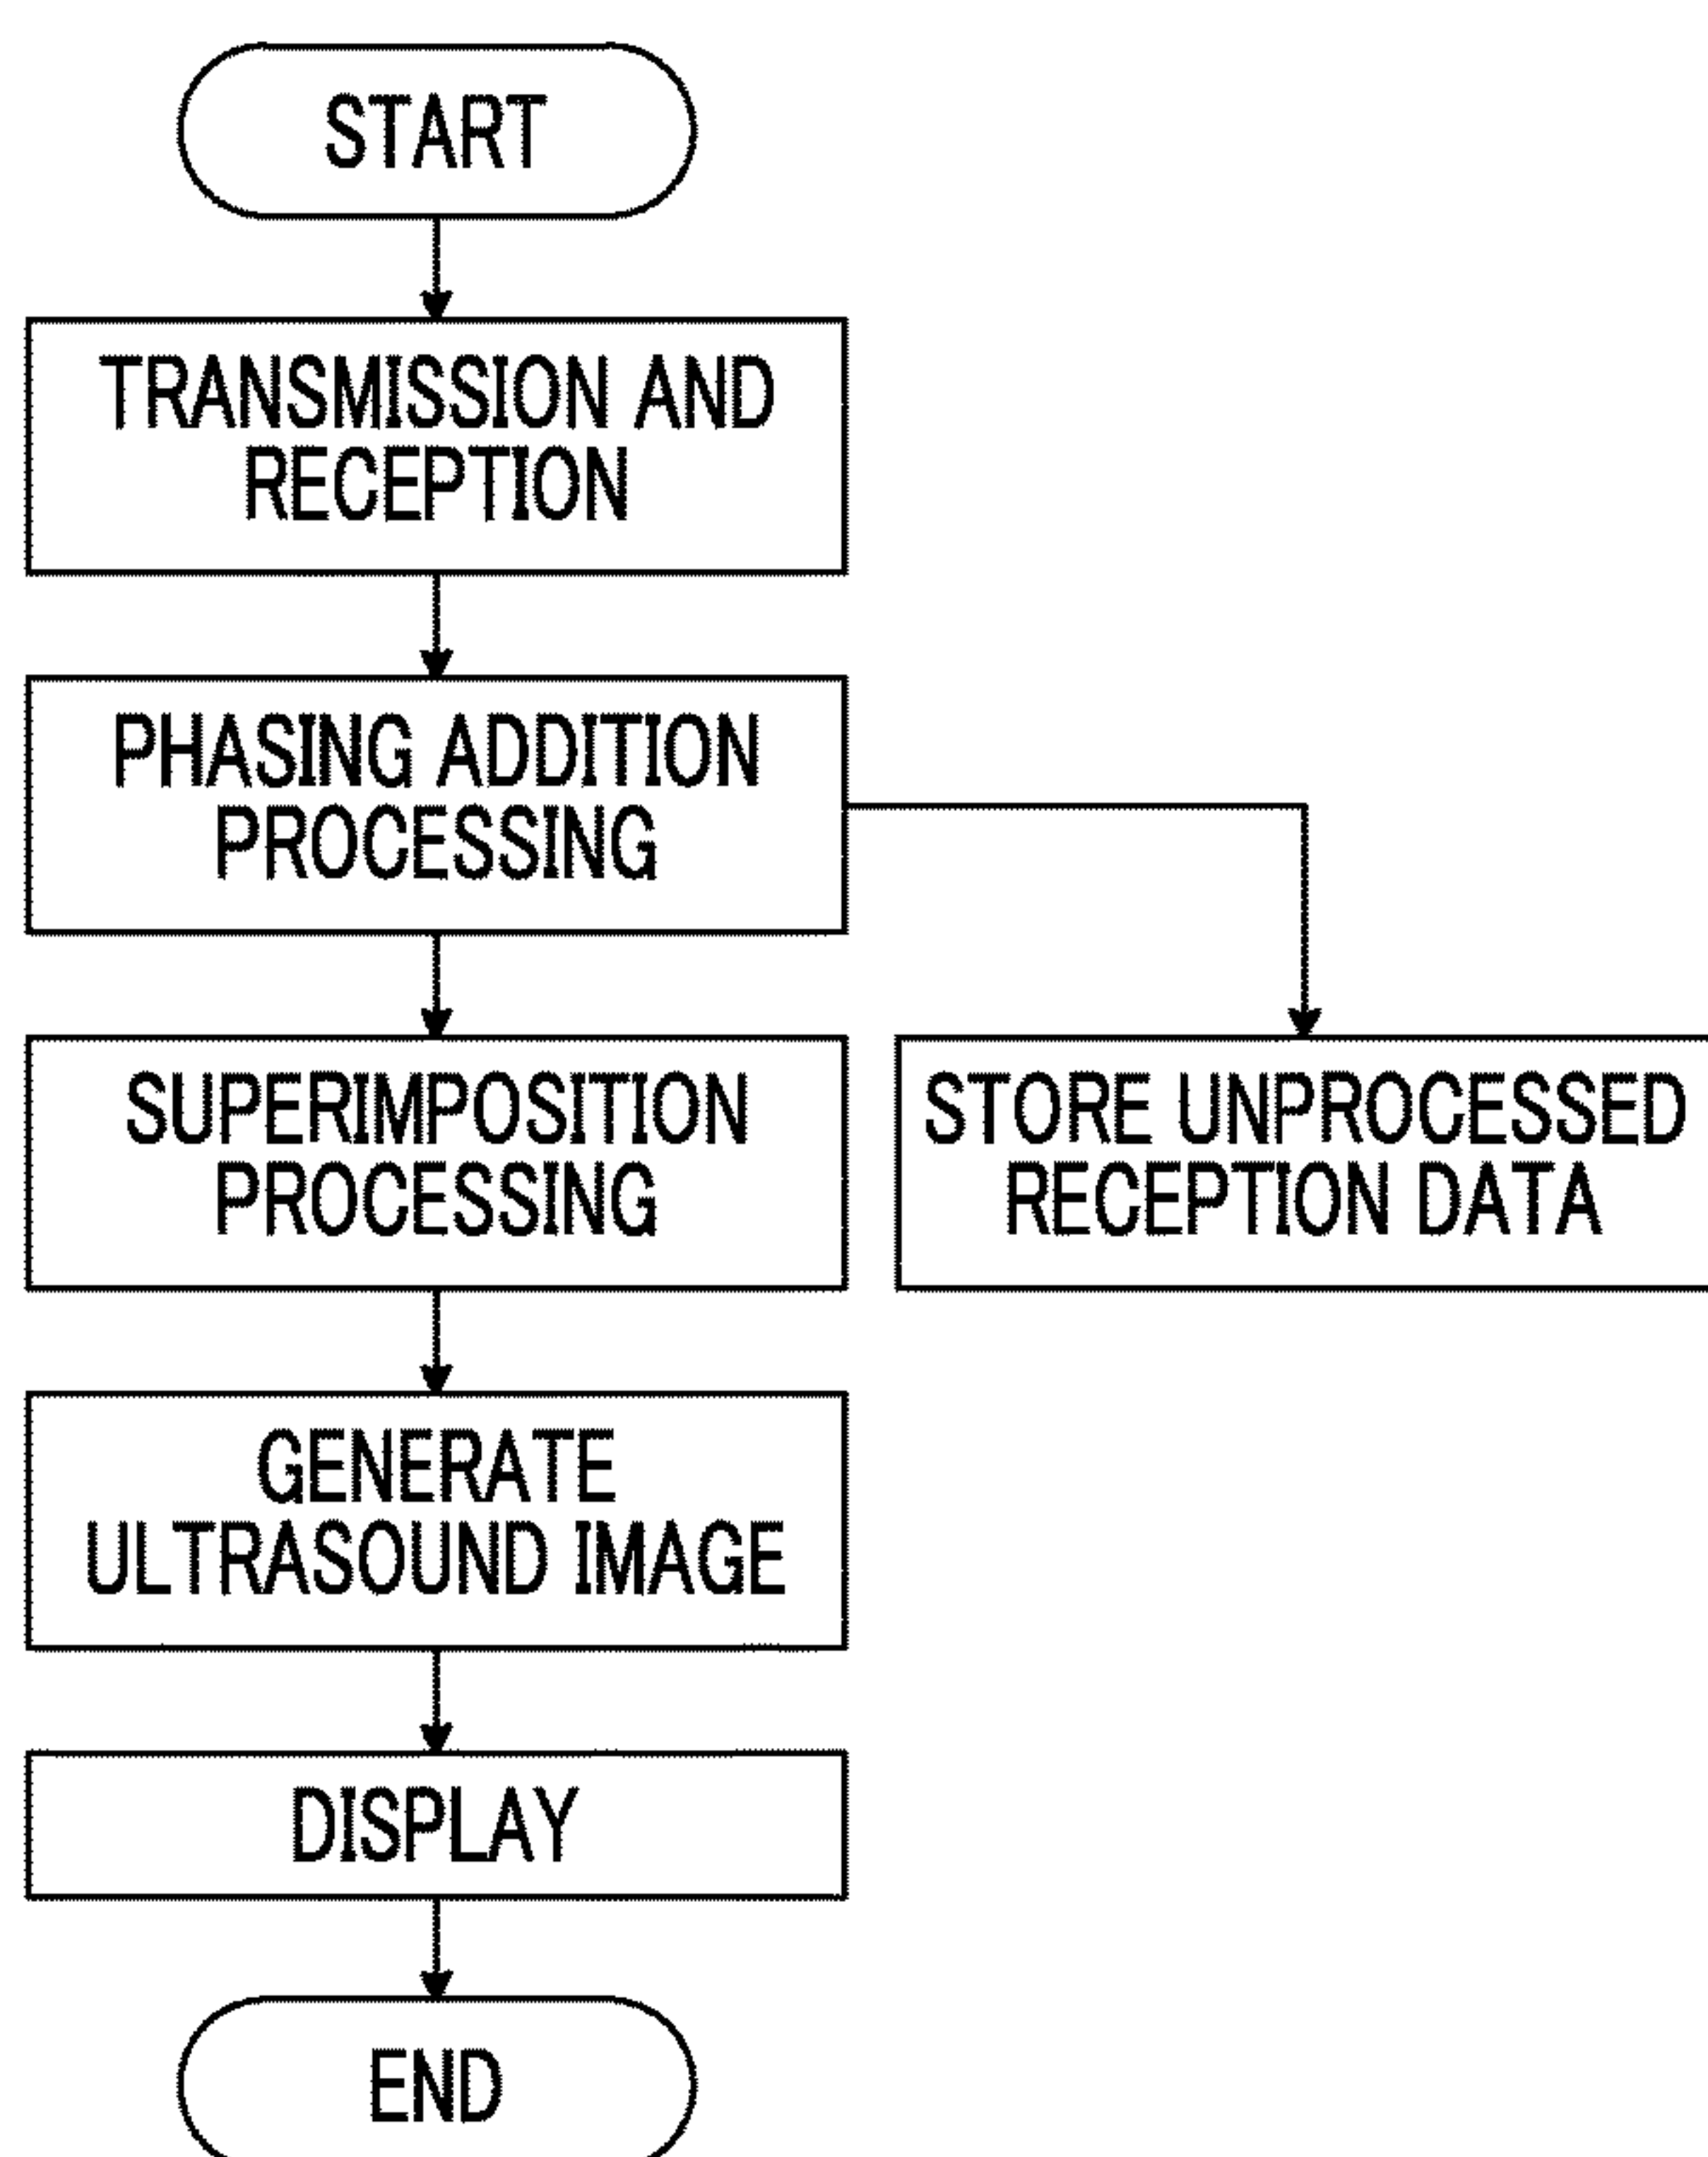 START
TRANSMISSION AND
RECEPTION
PHASING ADDITION
PROCESSING
SUPERIMPOSITION
PROCESSING
STORE UNPROCESSED
RECEPTION DATA
GENERATE
ULTRASOUND IMAGE
DISPLAY
END